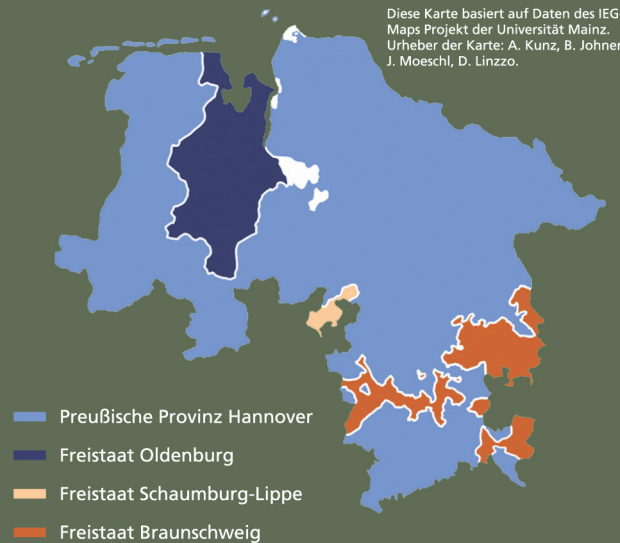 Diese Karte basiert auf Daten des IEG-
Maps Projekt der Universität Mainz.
Urheber der Karte: A. Kunz, B. Johnen
J. Moeschl, D. Linzzo.
Preußische Provinz Hannover
Freistaat Oldenburg
Freistaat Schaumburg-Lippe
Freistaat Braunschweig